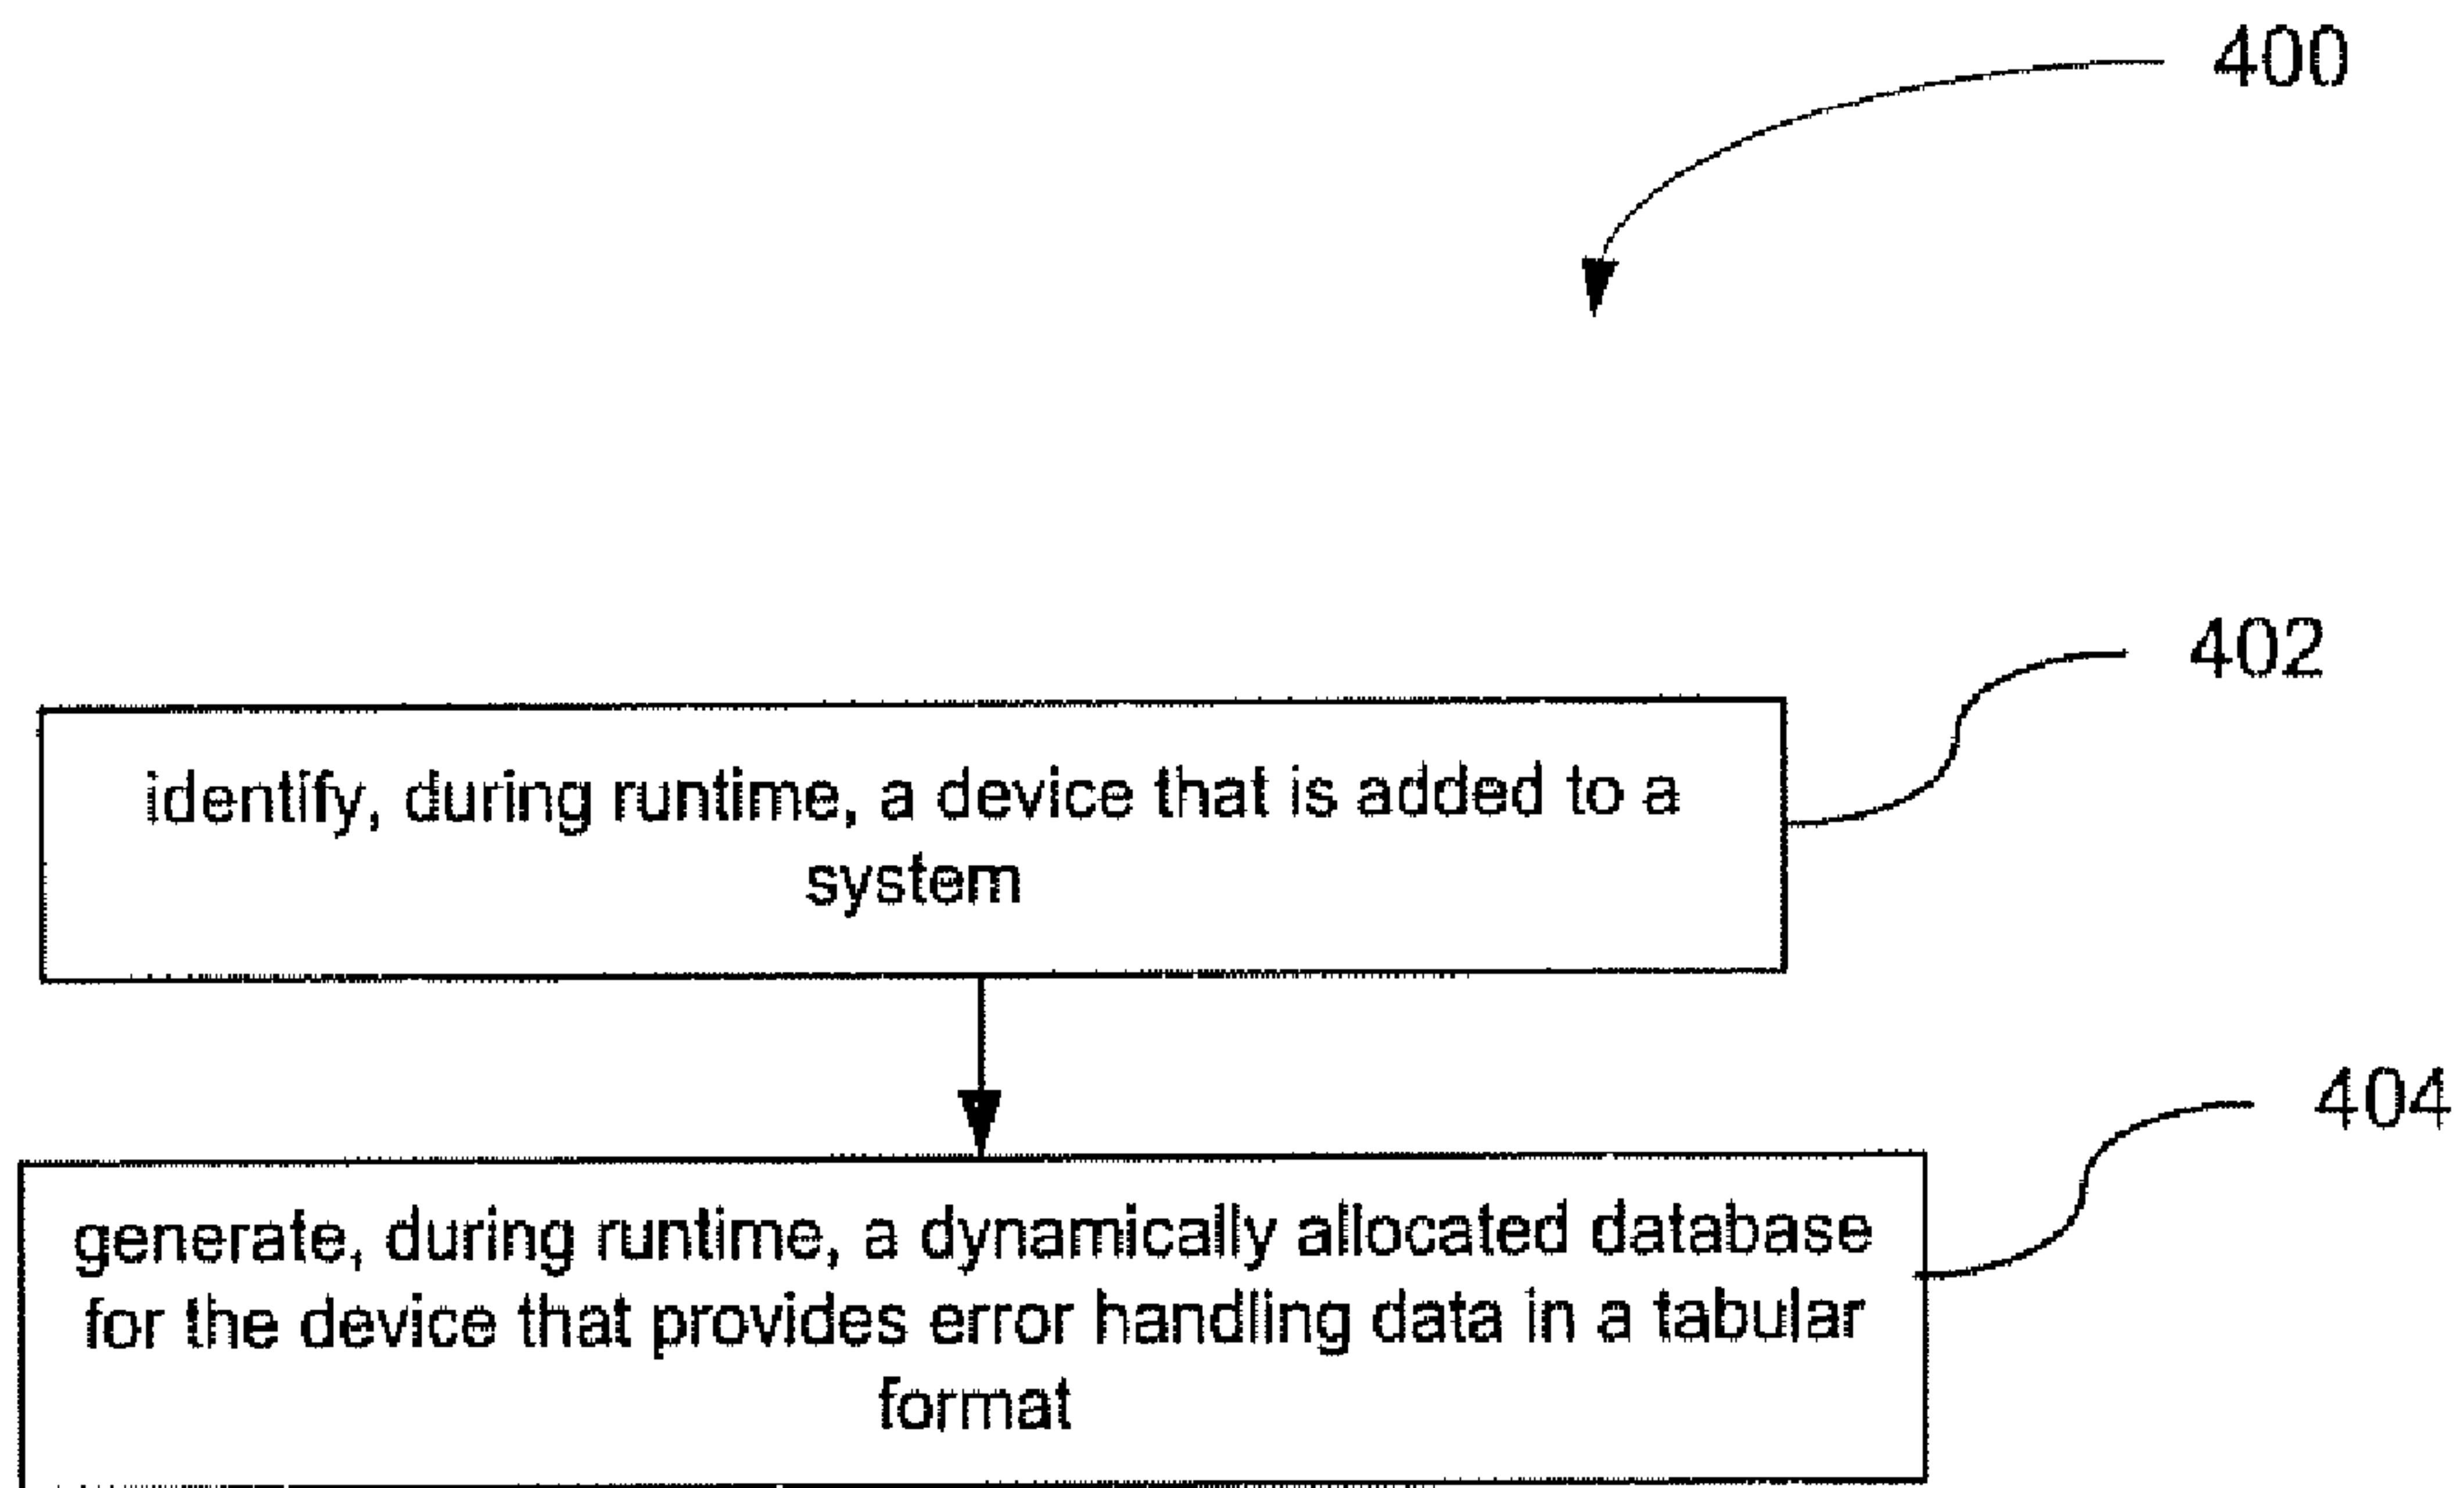 400
402
identify, during runtime, a device that is added to a
system
404
generate, during runtime, a dynamically allocated database
for the device that provides error handling data in a tabular
format